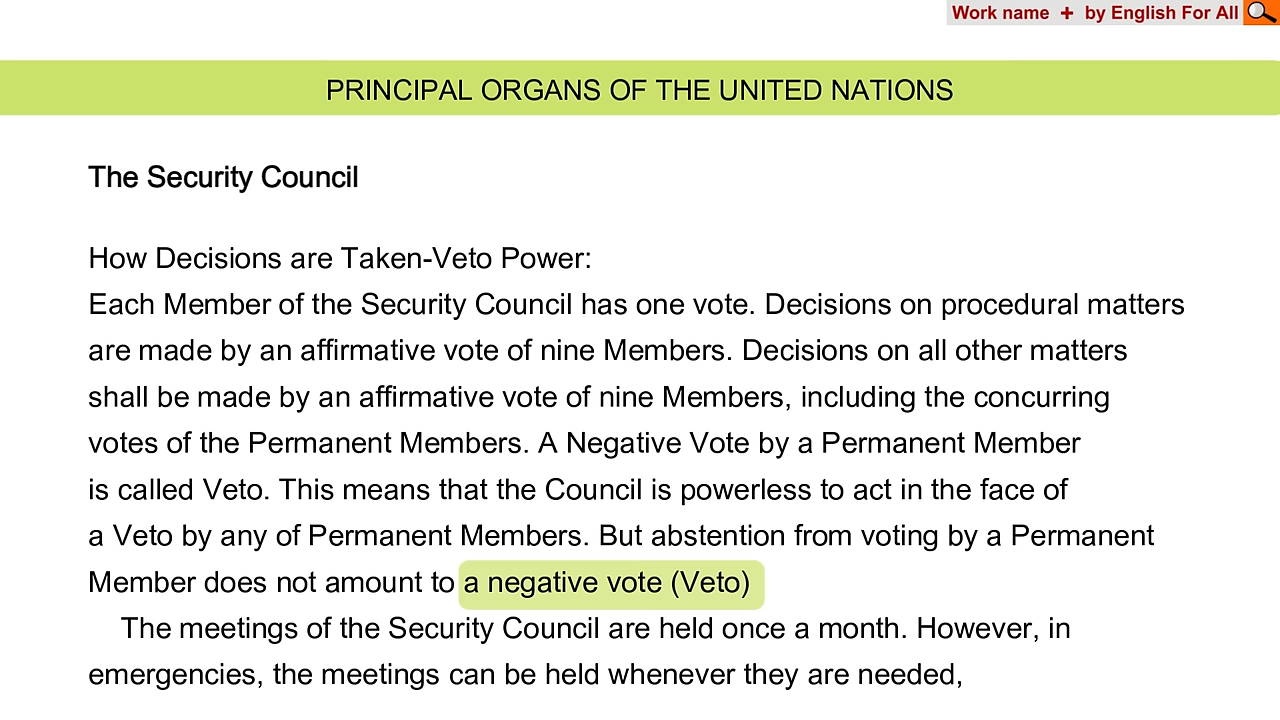 Work name + by English For All
PRINCIPAL ORGANS OF THE UNITED NATIONS
The Security Council
How Decisions are Taken-Veto Power:
Each Member of the Security Council has one vote. Decisions on procedural matters
are made by an affirmative vote of nine Members. Decisions on all other matters
shall be made by an affirmative vote of nine Members, including the concurring
votes of the Permanent Members. A Negative Vote by a Permanent Member
is called Veto. This means that the Council is powerless to act in the face of
a Veto by any of Permanent Members. But abstention from voting by a Permanent
Member does not amount to a negative vote (Veto)
The meetings of the Security Council are held once a month. However, in
emergencies, the meetings can be held whenever they are needed,